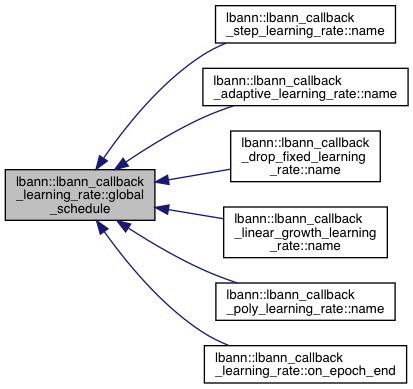 lbann::lbann_callback
_step_learning_rate::name
lbann::lbann_callback
_adaptive_learning_rate::name
lbann::lbann_callback
_drop_fixed_learning
_rate::name
lbann::lbann_callback
_learning_rate::global
_schedule
lbann::lbann_callback
_linear_growth_learning
_rate::name
lbann::lbann_callback
_poly_learning_rate::name
lbann::lbann_callback
_learning_rate::on_epoch_end